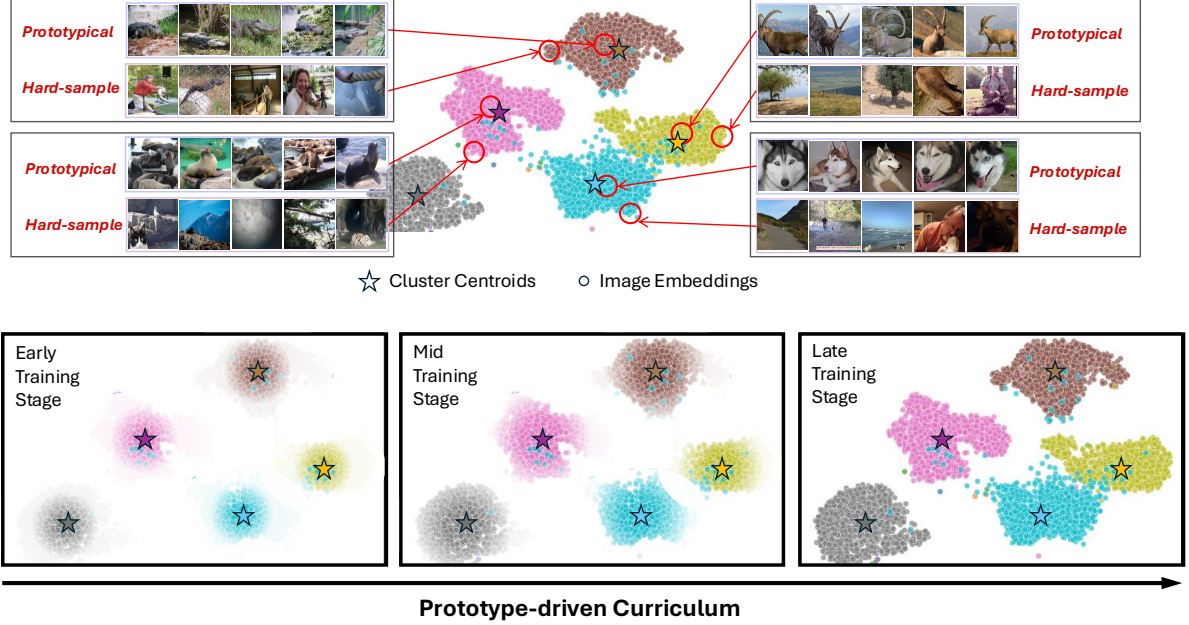 Prototypical
Hard-sample
Prototypical
Hard-sample
Prototypical
Hard-sample
Prototypical
Hard-sample
Cluster Centroids
Image Embeddings
Early
Training
Stage
Mid
Training
Stage
Late
Training
Stage
Prototype-driven Curriculum